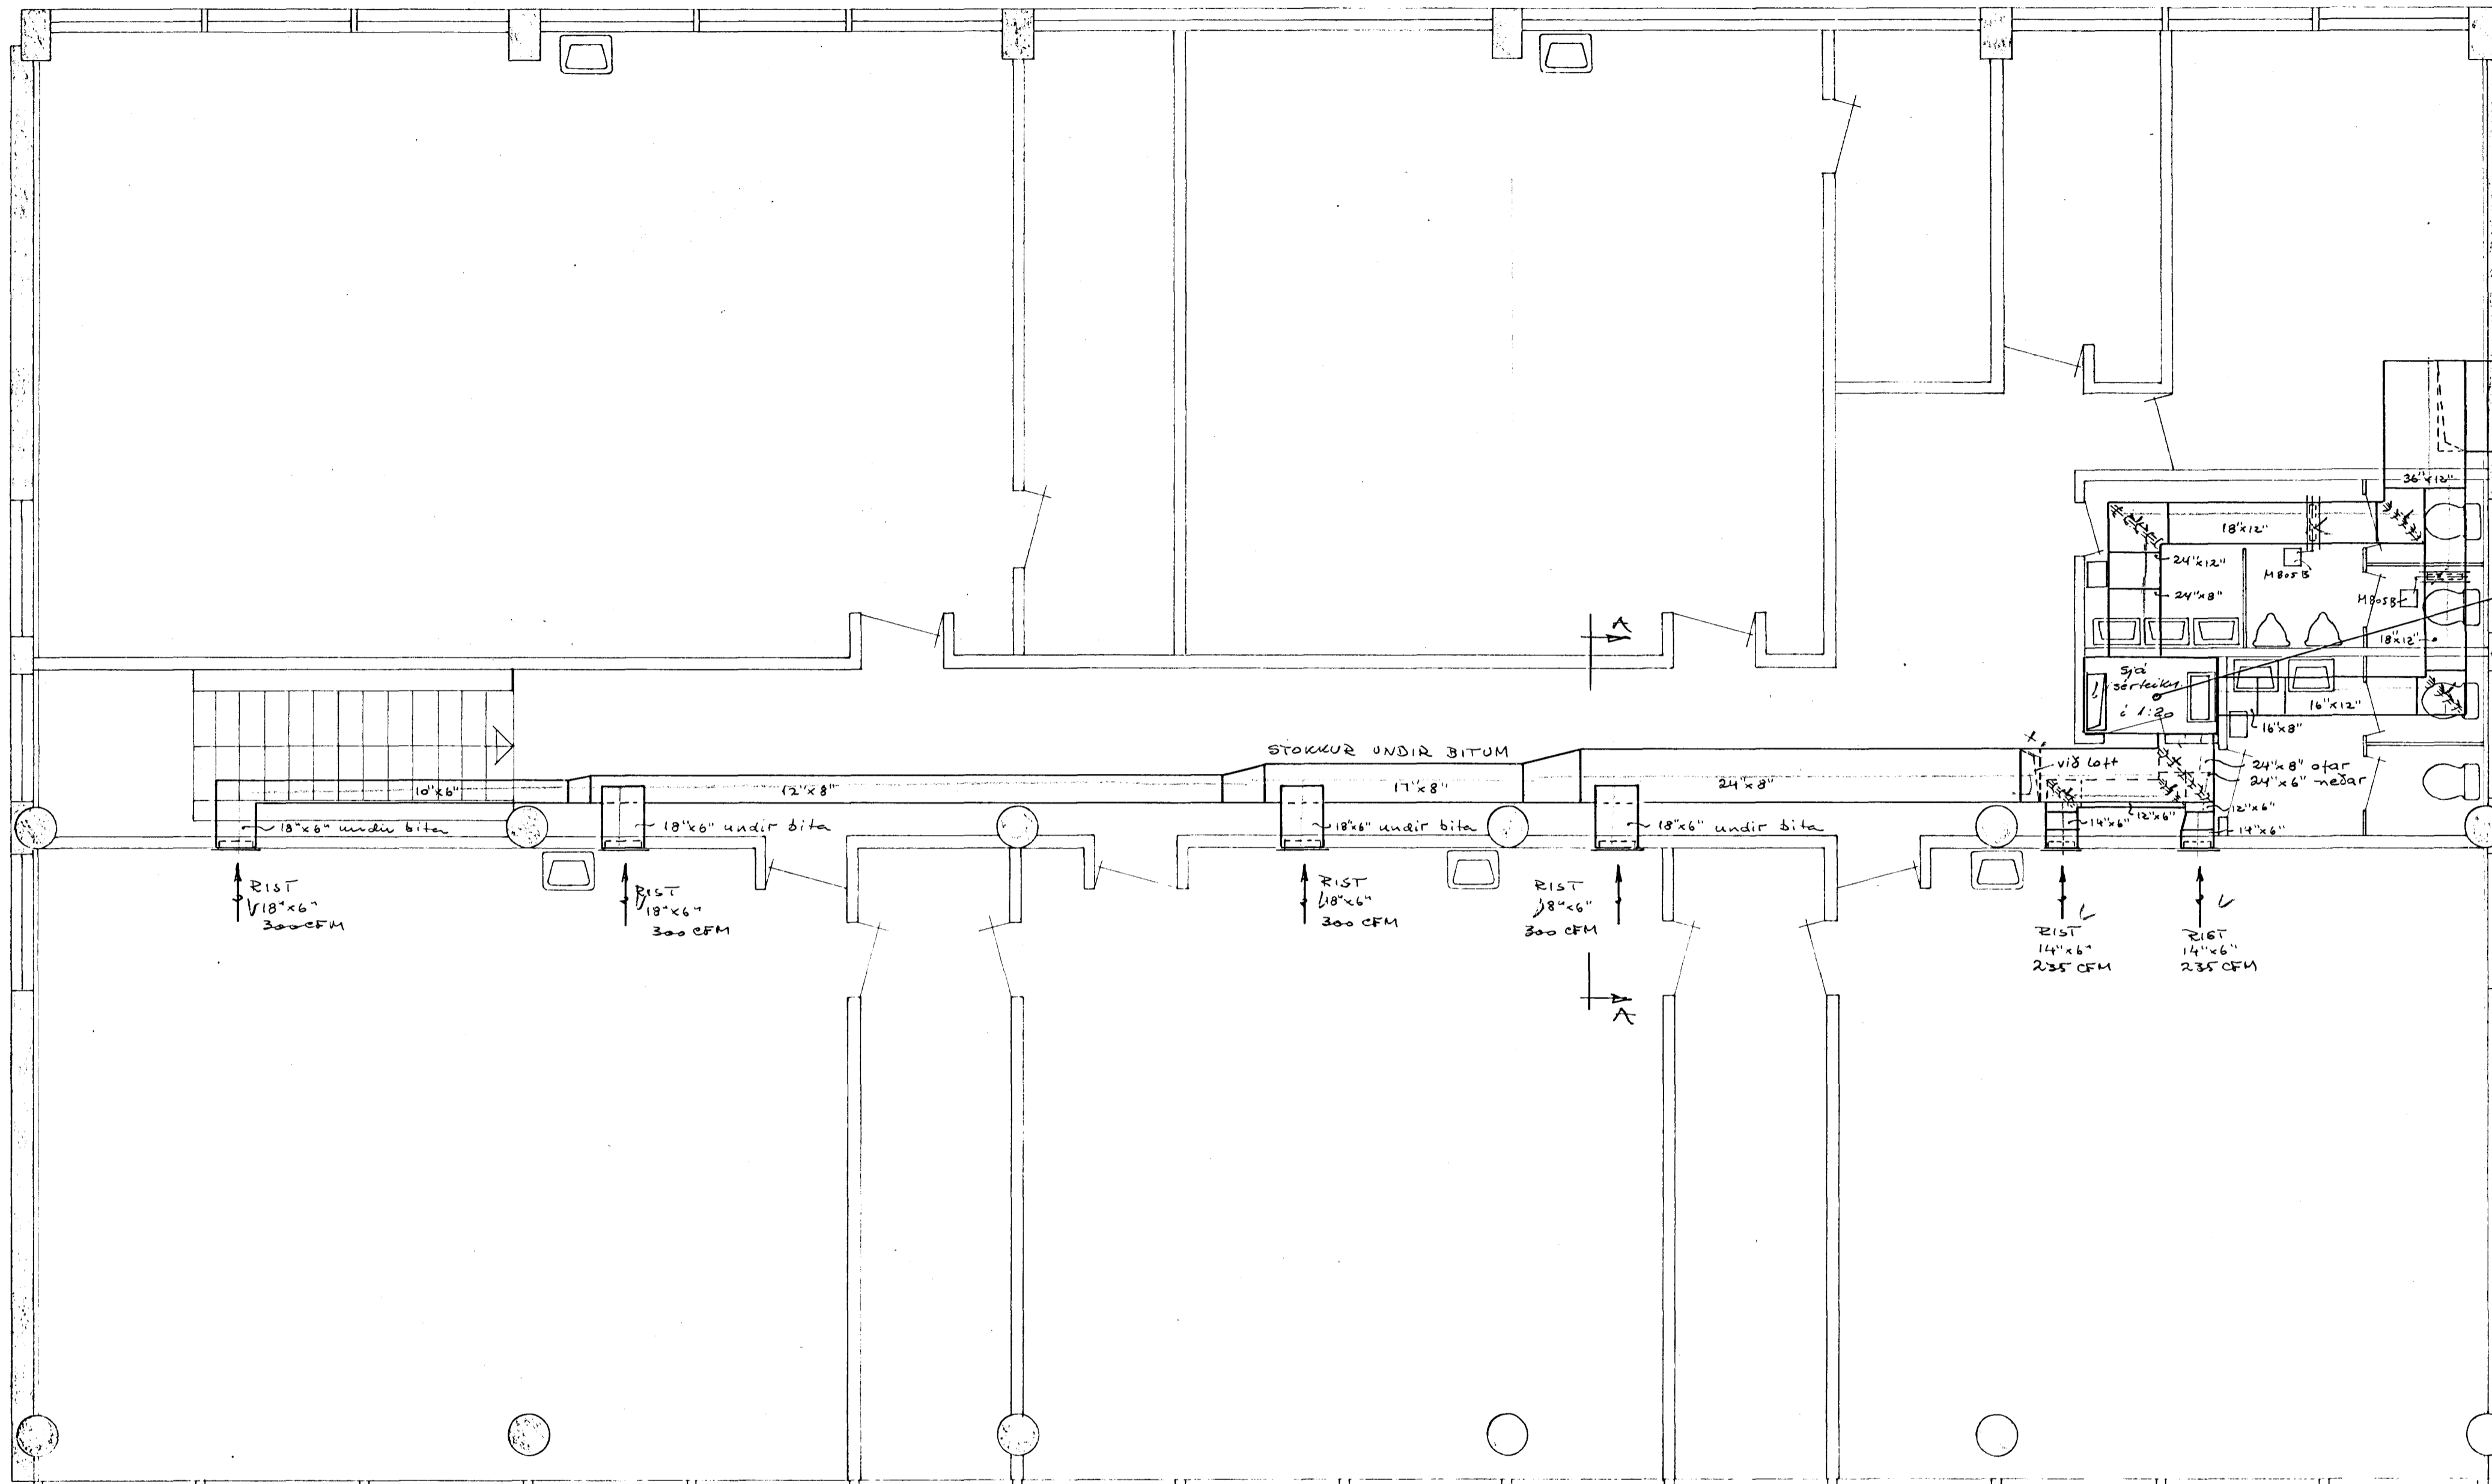 36"x12"
18"x12"
24"x12"
M805B
24"x8"
M805B
18"x12"
Sjá
sérteikn.
í 1:20
16"x12"
16"x8"
STOKKUR UNDIR BITUM
við loft
24"x8" ofar
24"x6" neðar
10"x6"
12"x8"
17"x8"
24"x8"
12"x6"
12"x6"
14"x6"
14"x6"
18"x6" undir bita
18"x6" undir bita
18"x6" undir bita
18"x6" undir bita
A
A
RIST
18"x6"
300 CFM
RIST
18"x6"
300 CFM
RIST
18"x6"
300 CFM
RIST
18"x6"
300 CFM
RIST
14"x6"
235 CFM
RIST
14"x6"
235 CFM